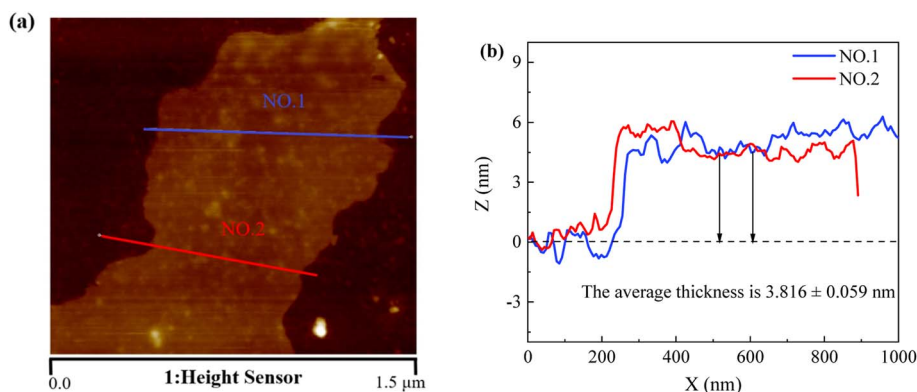 (a)
NO.1
NO.2
0.0
1:Height Sensor
1.5 μm
(b)
NO.1
NO.2
9
6
3
0
-3
Z (nm)
The average thickness is 3.816 ± 0.059 nm
0 200 400 600 800 1000
X (nm)